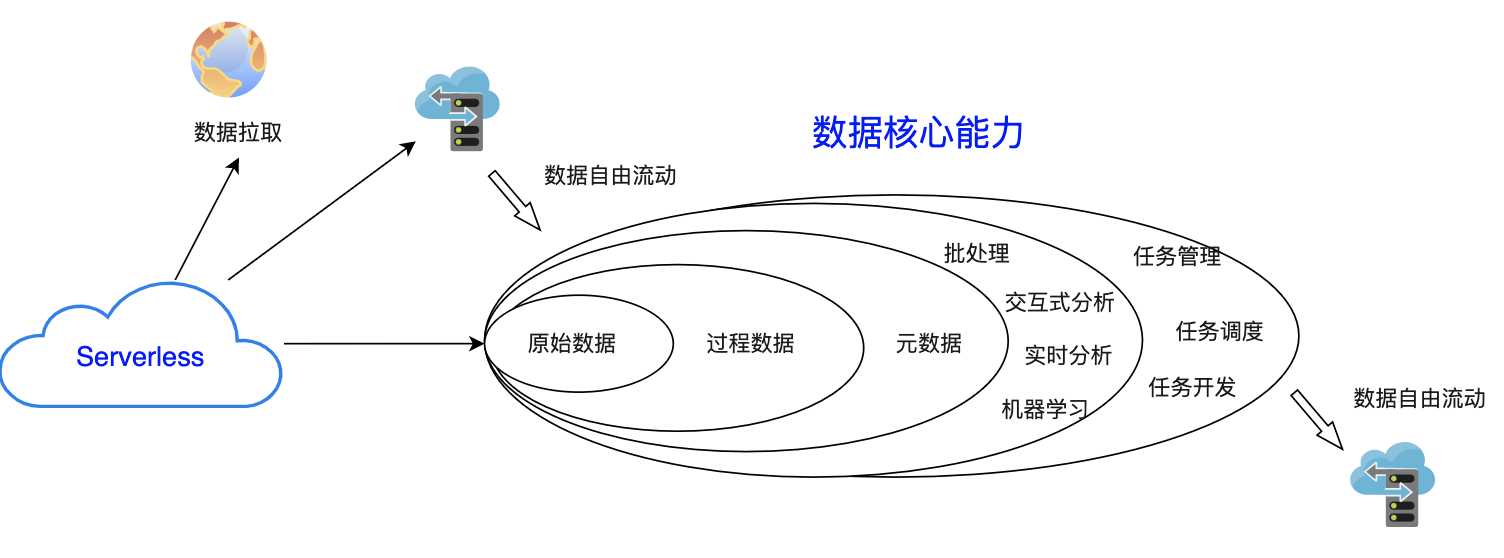 数据拉取
数据核心能力
数据自由流动
批处理
任务管理
交互式分析
任务调度
Serverless
原始数据
过程数据
元数据
实时分析
任务开发
机器学习
数据自由流动